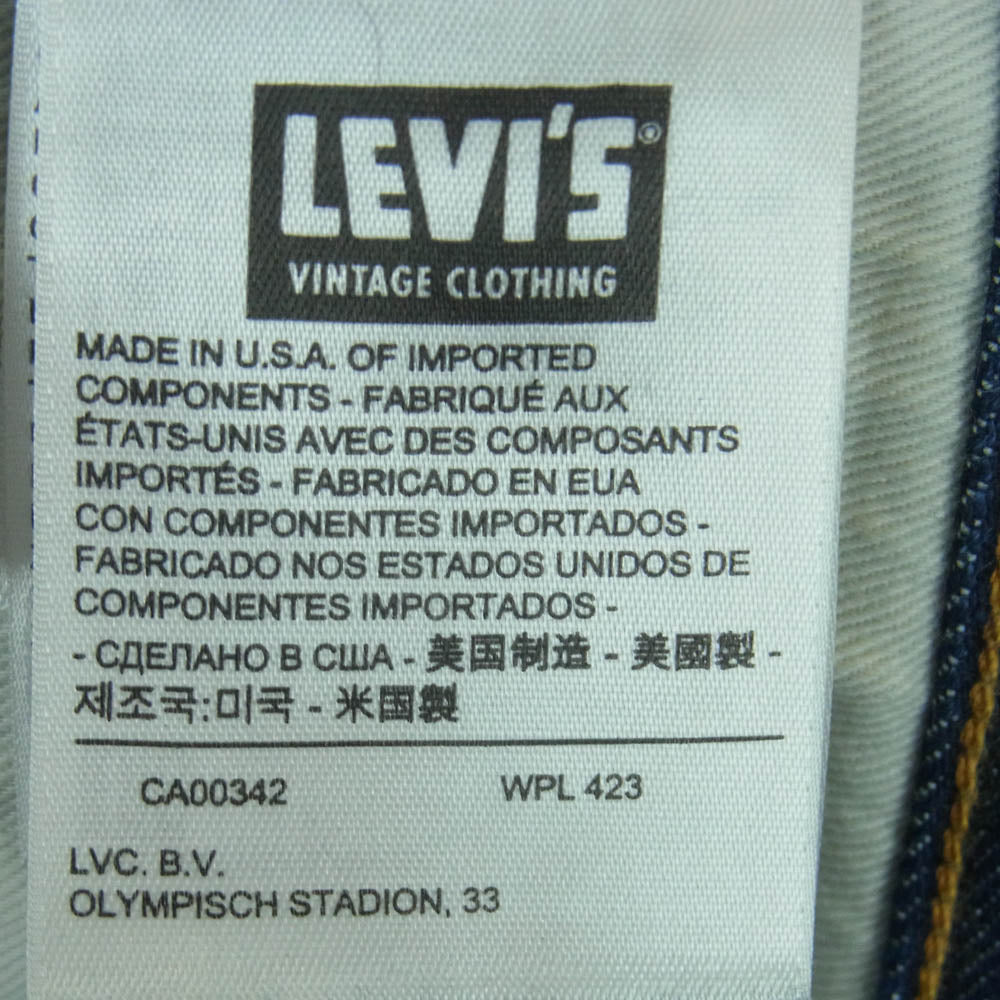 LEVI'S®
VINTAGE CLOTHING
MADE IN U.S.A. OF IMPORTED
COMPONENTS - FABRIQUÉ AUX
ÉTATS-UNIS AVEC DES COMPOSANTS
IMPORTÉS - FABRICADO EN EUA
CON COMPONENTES IMPORTADOS -
FABRICADO NOS ESTADOS UNIDOS DE
COMPONENTES IMPORTADOS -
- СДЕЛАНО В США - 美国制造 - 美國製 -
제조국:미국 - 米国製
CA00342 WPL 423
LVC. B.V.
OLYMPISCH STADION, 33